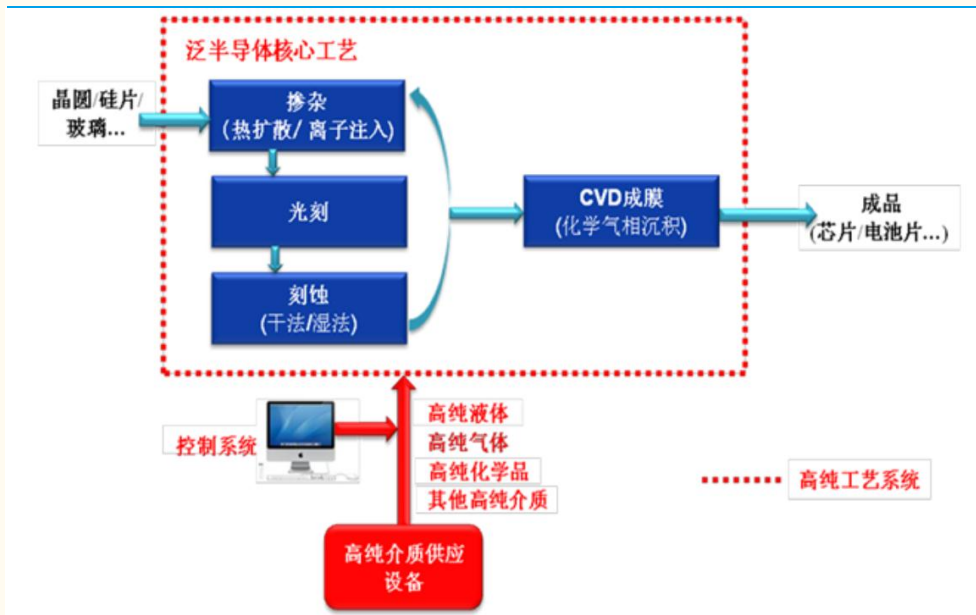 泛半导体核心工艺
晶圆/硅片/
玻璃...
掺杂
(热扩散/ 离子注入)
光刻
刻蚀
(干法/湿法)
CVD成膜
(化学气相沉积)
成品
(芯片/电池片...)
控制系统
高纯液体
高纯气体
高纯化学品
其他高纯介质
高纯工艺系统
高纯介质供应
设备